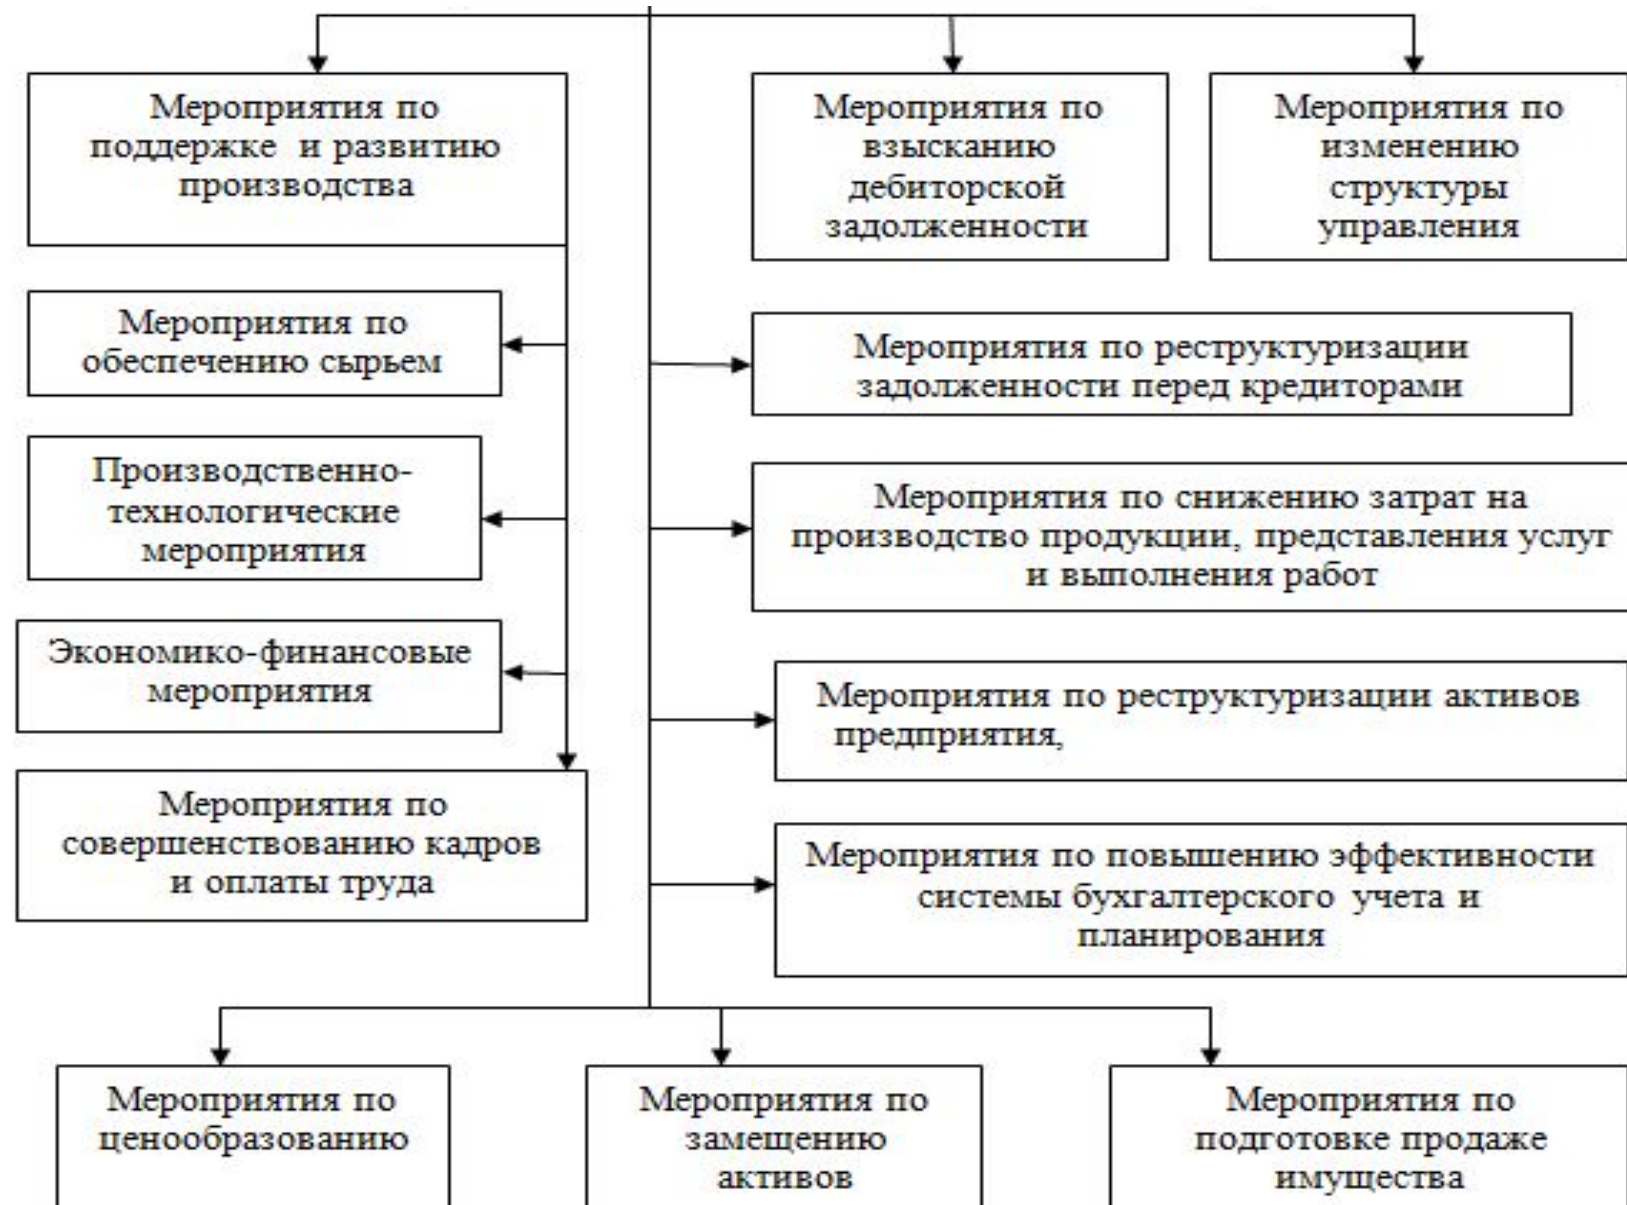 Мероприятия по
поддержке и развитию
производства
Мероприятия по
взысканию
дебиторской
задолженности
Мероприятия по
изменению
структуры
управления
Мероприятия по
обеспечению сырьем
Мероприятия по реструктуризации
задолженности перед кредиторами
Производственно-
технологические
мероприятия
Мероприятия по снижению затрат на
производство продукции, представления услуг
и выполнения работ
Экономико-финансовые
мероприятия
Мероприятия по реструктуризации активов
предприятия,
Мероприятия по
совершенствованию кадров
и оплаты труда
Мероприятия по повышению эффективности
системы бухгалтерского учета и
планирования
Мероприятия по
ценообразованию
Мероприятия по
замещению
активов
Мероприятия по
подготовке продаже
имущества